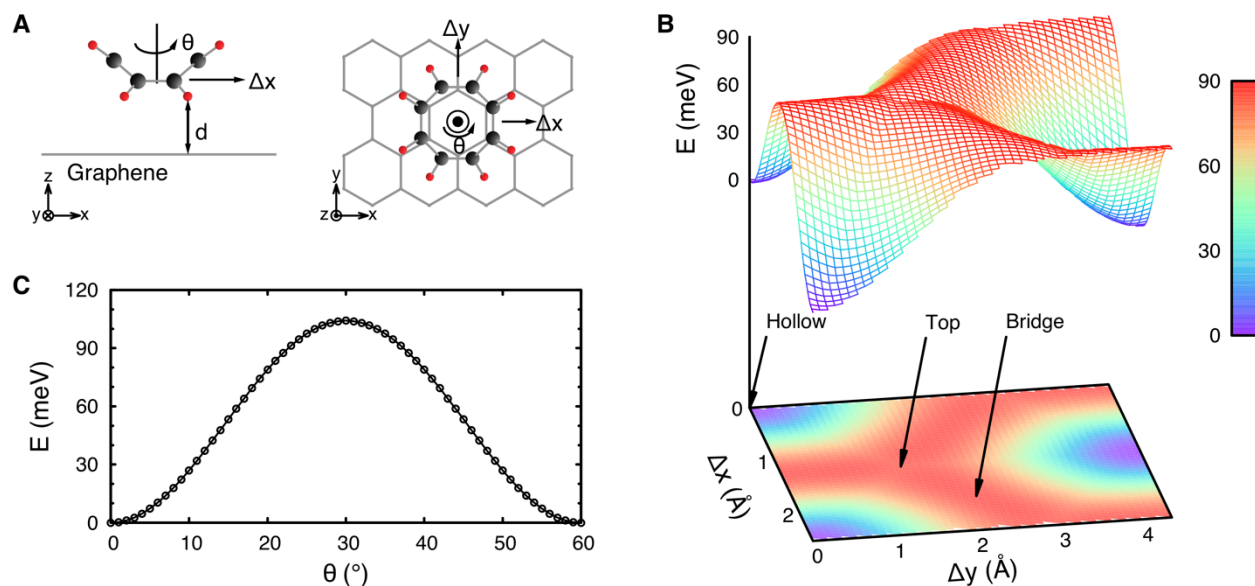 A
θ
Δx
d
Graphene
z
y
x
Δy
Δx
θ
y
z
x
B
E (meV)
90
60
30
0
90
60
30
0
Hollow
Top
Bridge
0
1
2
Δx (Å)
0
1
2
3
4
Δy (Å)
C
E (meV)
120
90
60
30
0
0
10
20
30
40
50
60
θ (°)